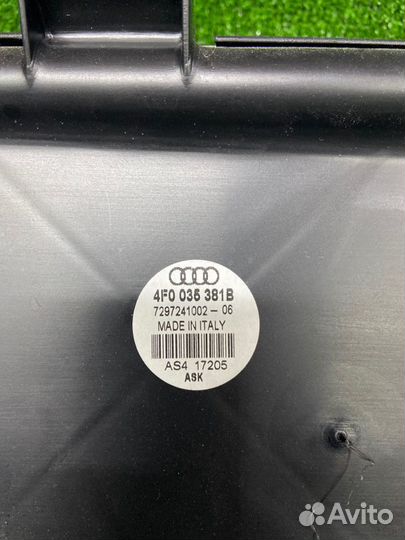 4F0 035 381B
7297241002-06
MADE IN ITALY
AS4 17205
ASK
Avito